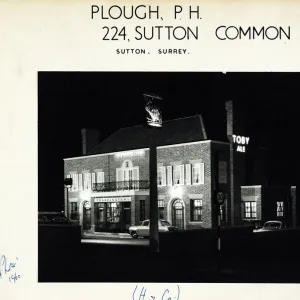 PLOUGH, P. H.
224, SUTTON COMMON
SUTTON, SURREY.
TOBY
ALE